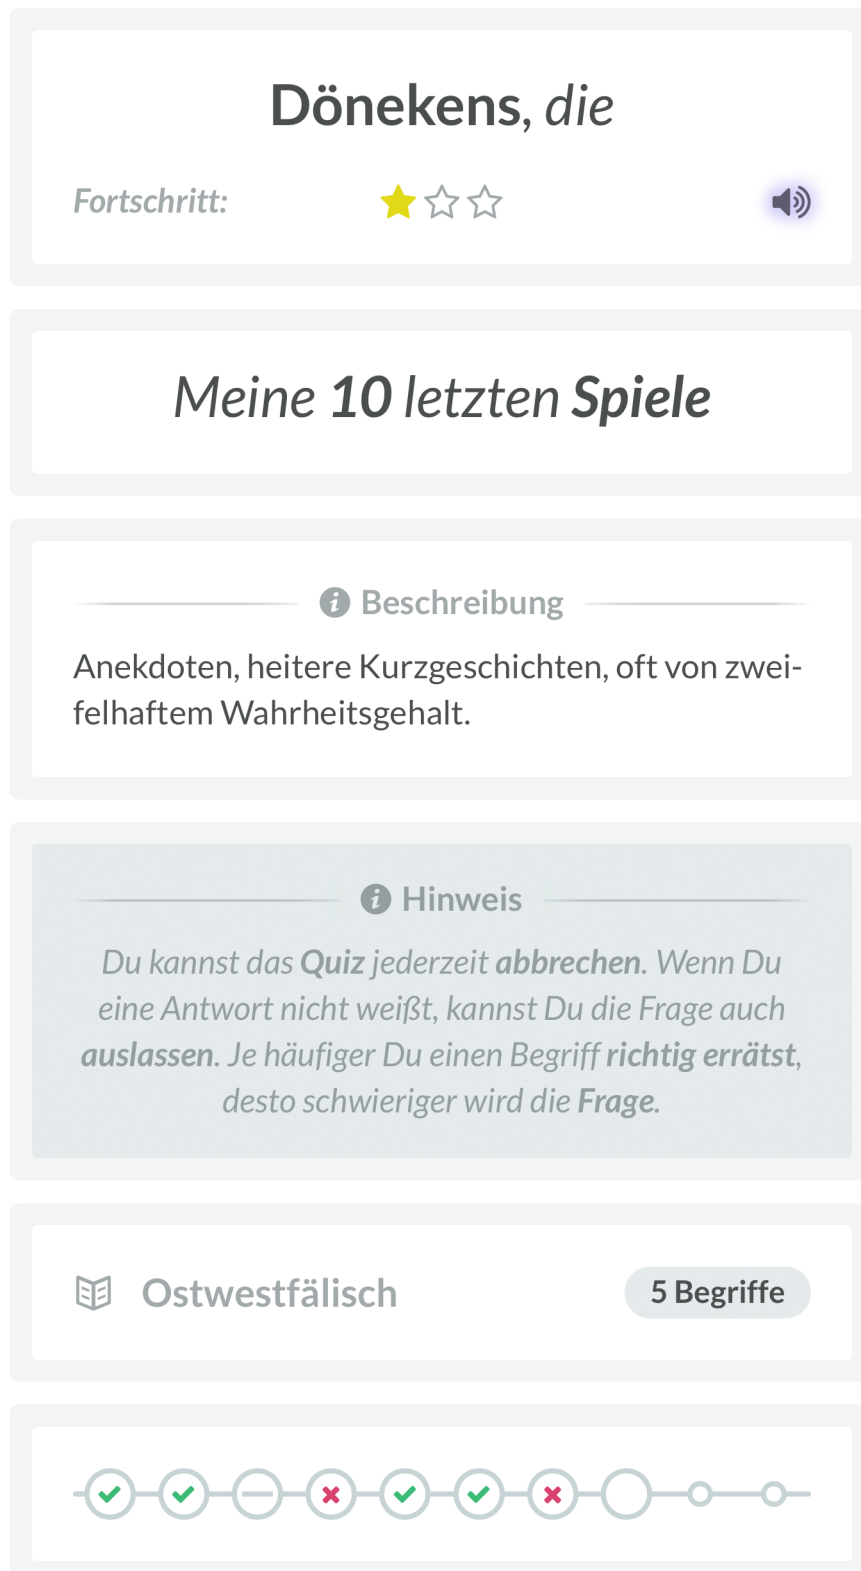 Dönekens, die
Fortschritt:
Meine 10 letzten Spiele
Beschreibung
Anekdoten, heitere Kurzgeschichten, oft von zwei-
felhaftem Wahrheitsgehalt.
Hinweis
Du kannst das Quiz jederzeit abbrechen. Wenn Du
eine Antwort nicht weißt, kannst Du die Frage auch
auslassen. Je häufiger Du einen Begriff richtig errätst,
desto schwieriger wird die Frage.
Ostwestfälisch
5 Begriffe